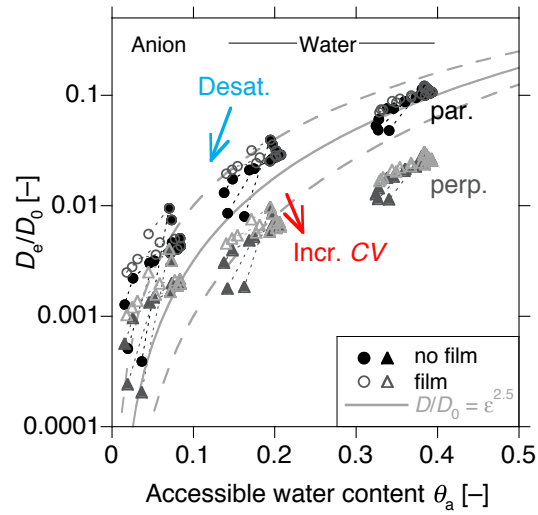 Anion
Water
Desat.
par.
perp.
Incr. CV
no film
film
D/D₀ = ε^2.5
0.1
0.01
0.001
0.0001
Dₑ/D₀ [–]
0
0.1
0.2
0.3
0.4
0.5
Accessible water content θₐ [–]